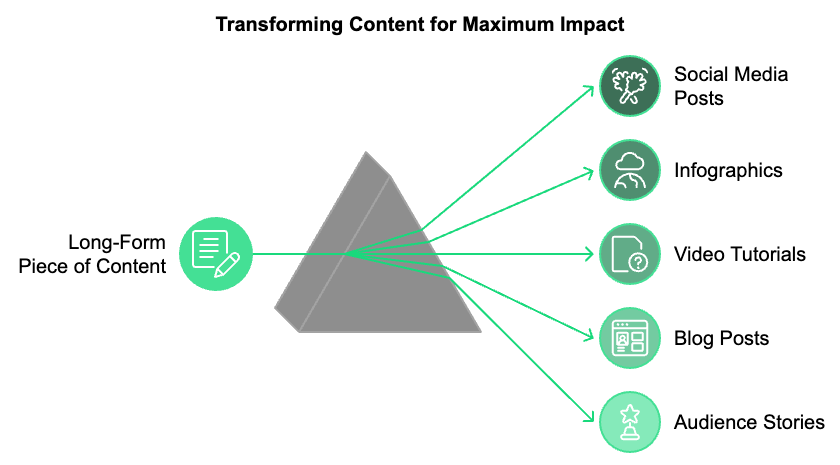 Transforming Content for Maximum Impact
Long-Form
Piece of Content
Social Media
Posts
Infographics
Video Tutorials
Blog Posts
Audience Stories